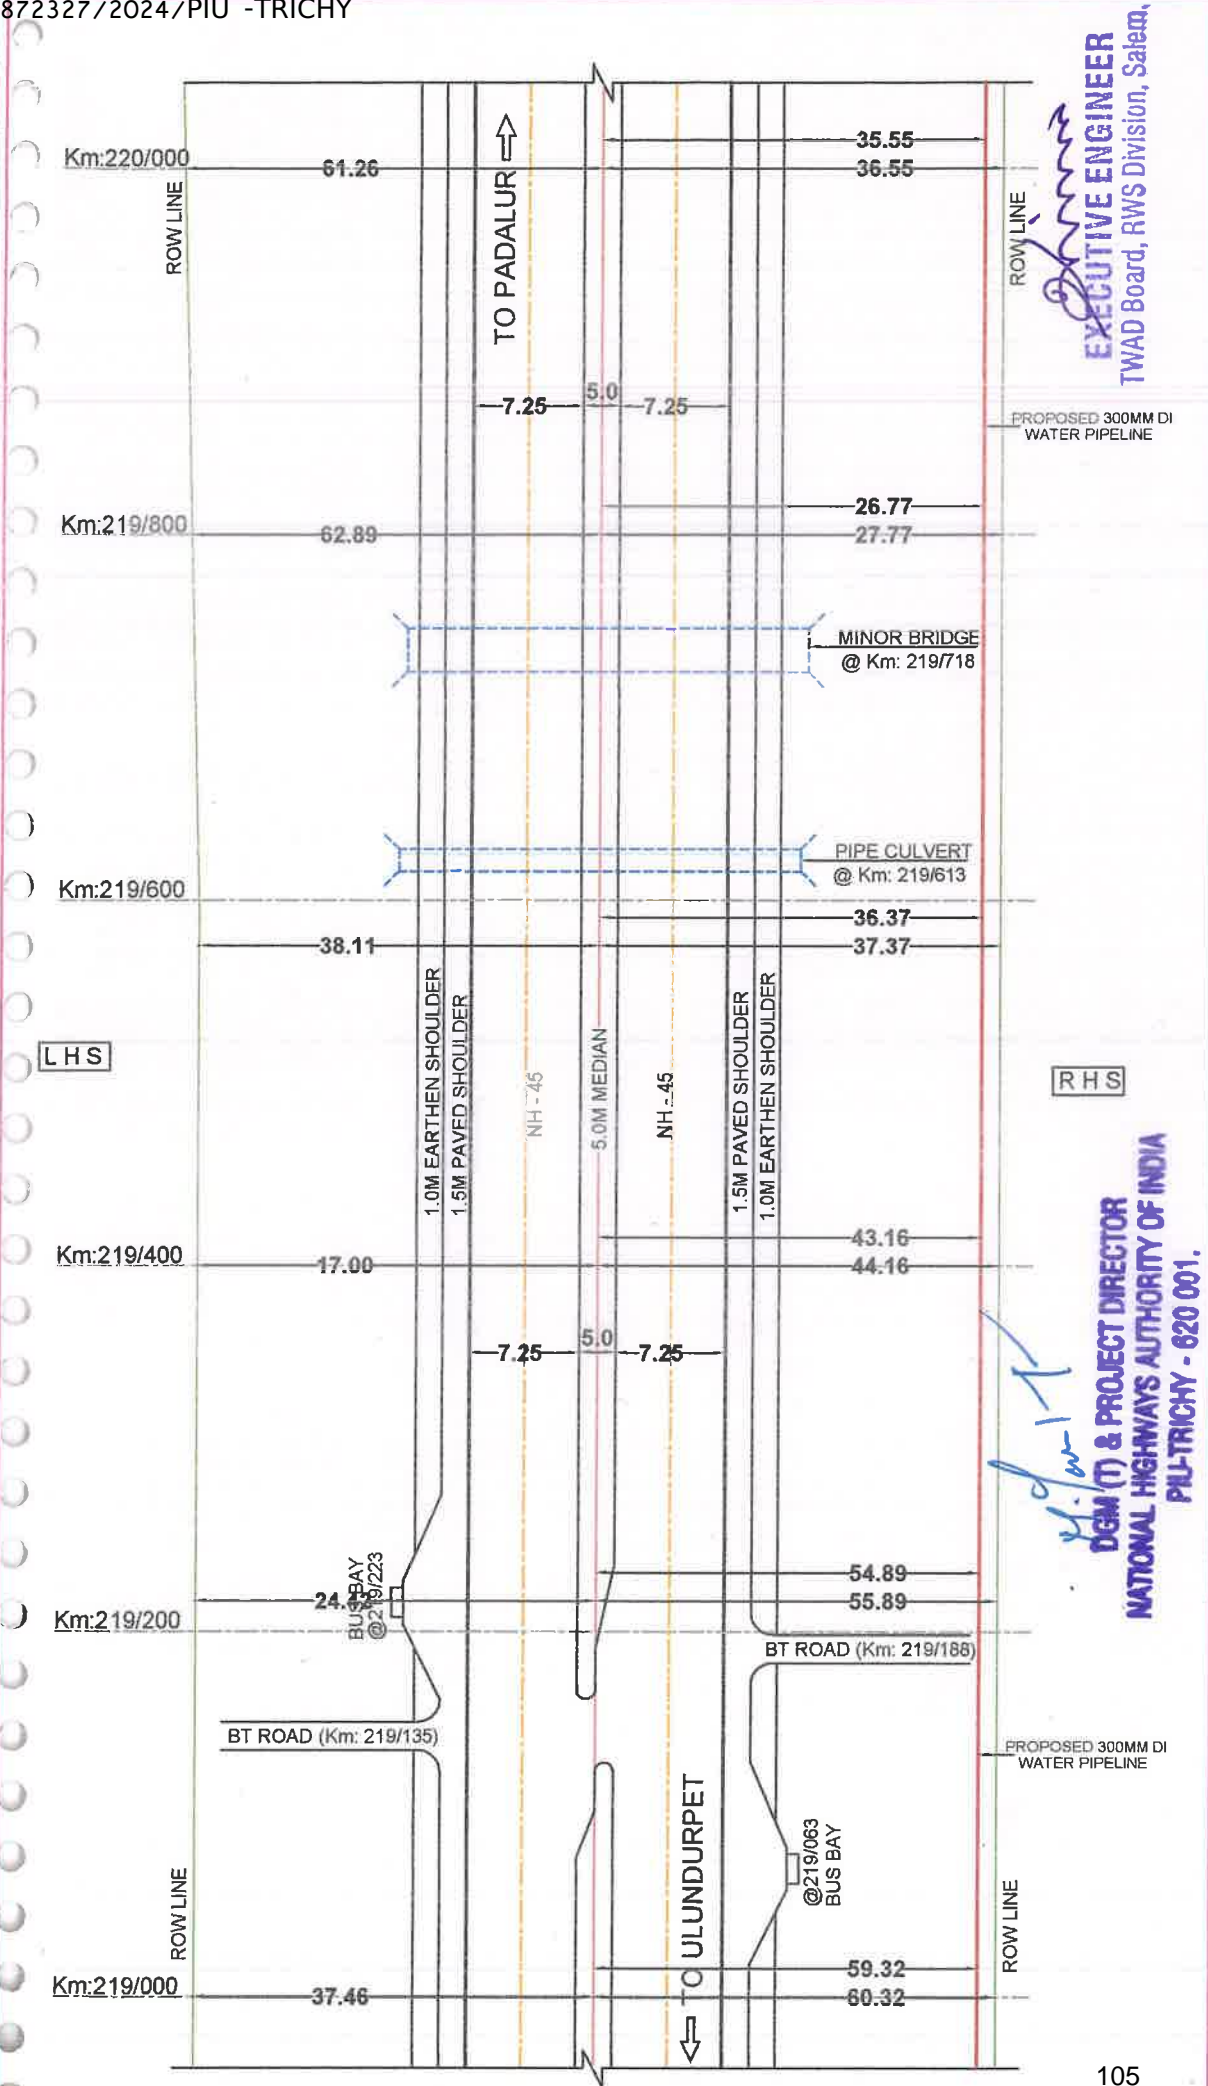 872327/2024/PIU -TRICHY
EXECUTIVE ENGINEER
TWAD Board, RWS Division, Salem.
35.55
Km:220/000
61.26
36.55
ROW LINE
ROW LINE
TO PADALUR
7.25
5.0
7.25
PROPOSED 300MM DI
WATER PIPELINE
26.77
Km:219/800
62.89
27.77
MINOR BRIDGE
@ Km: 219/718
PIPE CULVERT
@ Km: 219/613
Km:219/600
36.37
38.11
37.37
LHS
1.0M EARTHEN SHOULDER
1.5M PAVED SHOULDER
NH - 45
5.0M MEDIAN
NH - 45
1.5M PAVED SHOULDER
1.0M EARTHEN SHOULDER
RHS
43.16
Km:219/400
17.00
44.16
7.25
5.0
7.25
DGM (T) & PROJECT DIRECTOR
NATIONAL HIGHWAYS AUTHORITY OF INDIA
PIU-TRICHY - 620 001.
54.89
BUS BAY
@219/223
55.89
Km:219/200
BT ROAD (Km: 219/188)
BT ROAD (Km: 219/135)
PROPOSED 300MM DI
WATER PIPELINE
TO ULUNDURPET
@219/063
BUS BAY
ROW LINE
ROW LINE
59.32
Km:219/000
37.46
60.32
105